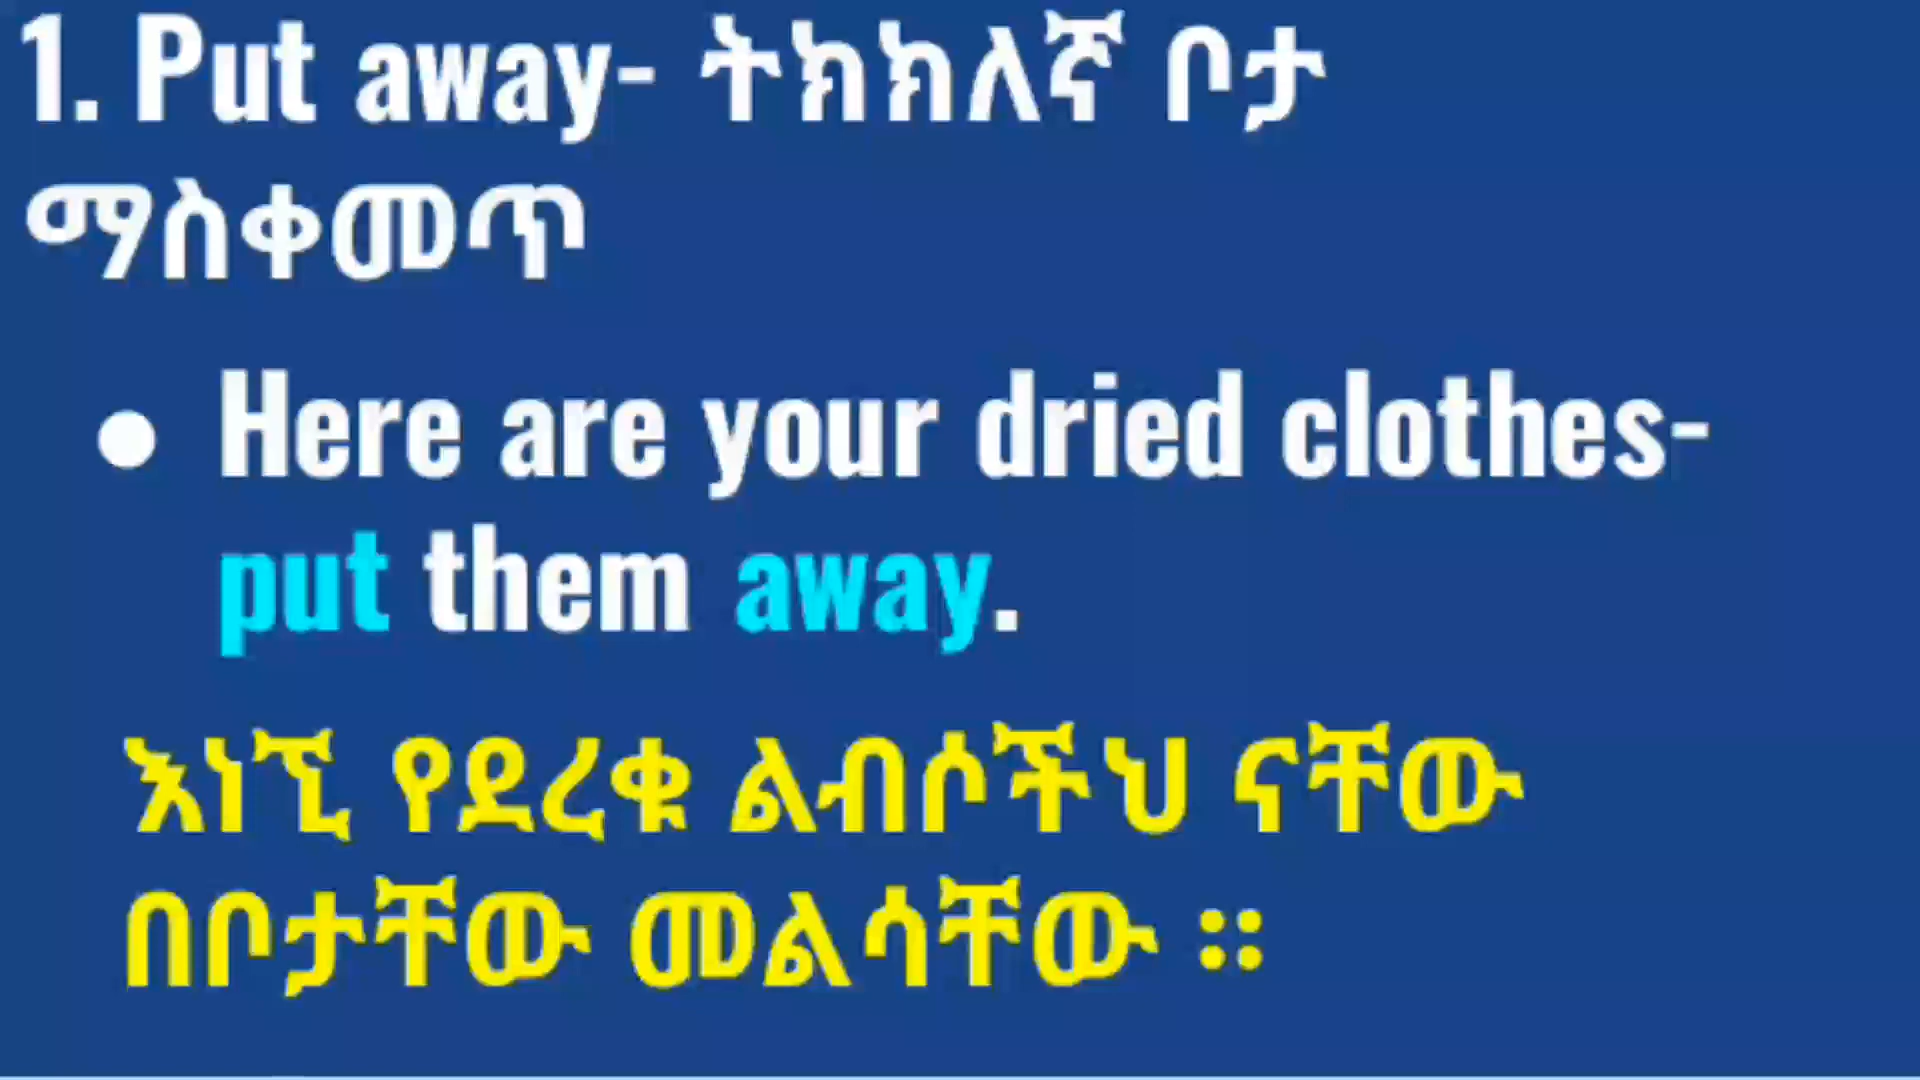 1. Put away- ትክክለኛ ቦታ
ማስቀመጥ
● Here are your dried clothes-
put them away.
እነኚ የደረቁ ልብሶችህ ናቸው
በቦታቸው መልሳቸው ።